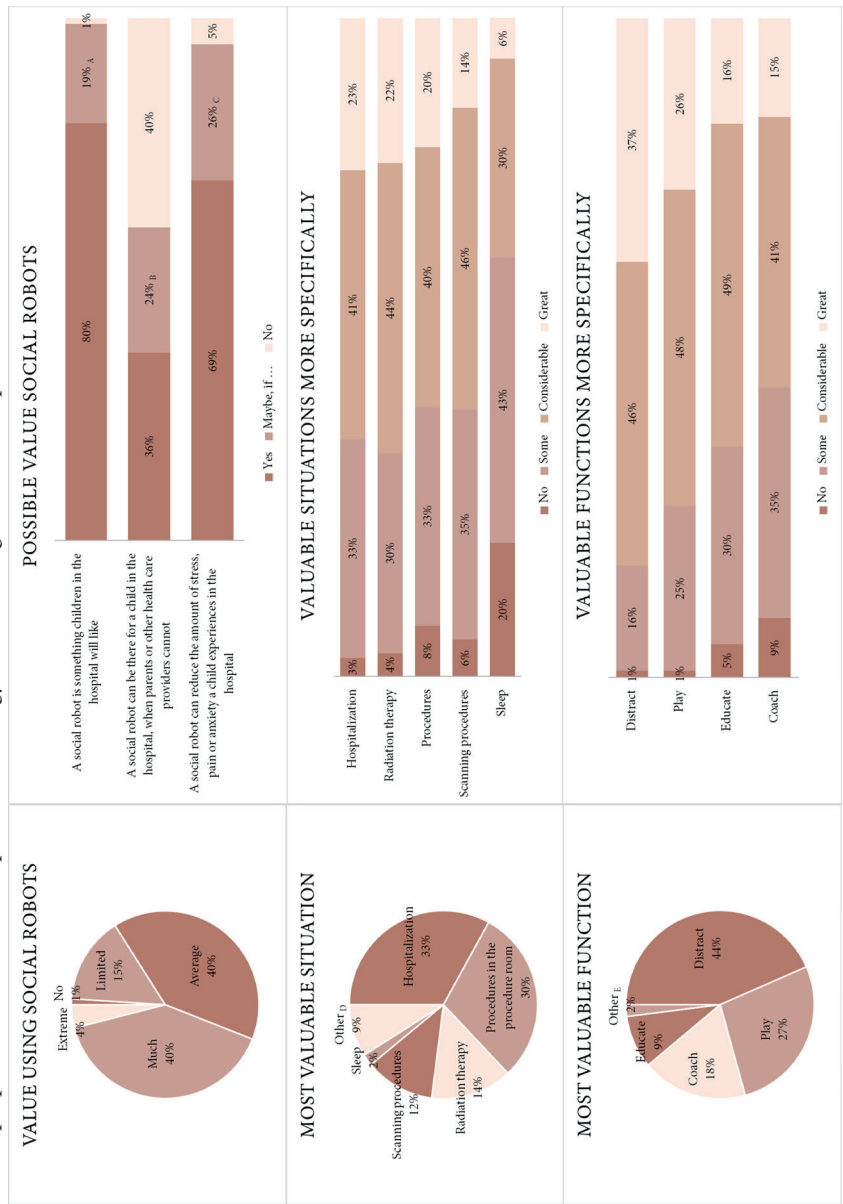 VALUE USING SOCIAL ROBOTS
Extreme
4%
No
1%
Limited
15%
Average
40%
Much
40%
POSSIBLE VALUE SOCIAL ROBOTS
A social robot is something children in the
hospital will like
80%
19% A
1%
A social robot can be there for a child in the
hospital, when parents or other health care
providers cannot
36%
24% B
40%
A social robot can reduce the amount of stress,
pain or anxiety a child experiences in the
hospital
69%
26% C
5%
Yes Maybe, if ... No
MOST VALUABLE SITUATION
Other D
9%
Sleep
2%
Scanning procedures
12%
Radiation therapy
14%
Procedures in the
procedure room
30%
Hospitalization
33%
VALUABLE SITUATIONS MORE SPECIFICALLY
Hospitalization
3%
33%
41%
23%
Radiation therapy
4%
30%
44%
22%
Procedures
8%
33%
40%
20%
Scanning procedures
6%
35%
46%
14%
Sleep
20%
43%
30%
6%
No Some Considerable Great
MOST VALUABLE FUNCTION
Other E
2%
Educate
9%
Coach
18%
Play
27%
Distract
44%
VALUABLE FUNCTIONS MORE SPECIFICALLY
Distract
1%
16%
46%
37%
Play
1%
25%
48%
26%
Educate
5%
30%
49%
16%
Coach
9%
35%
41%
15%
No Some Considerable Great